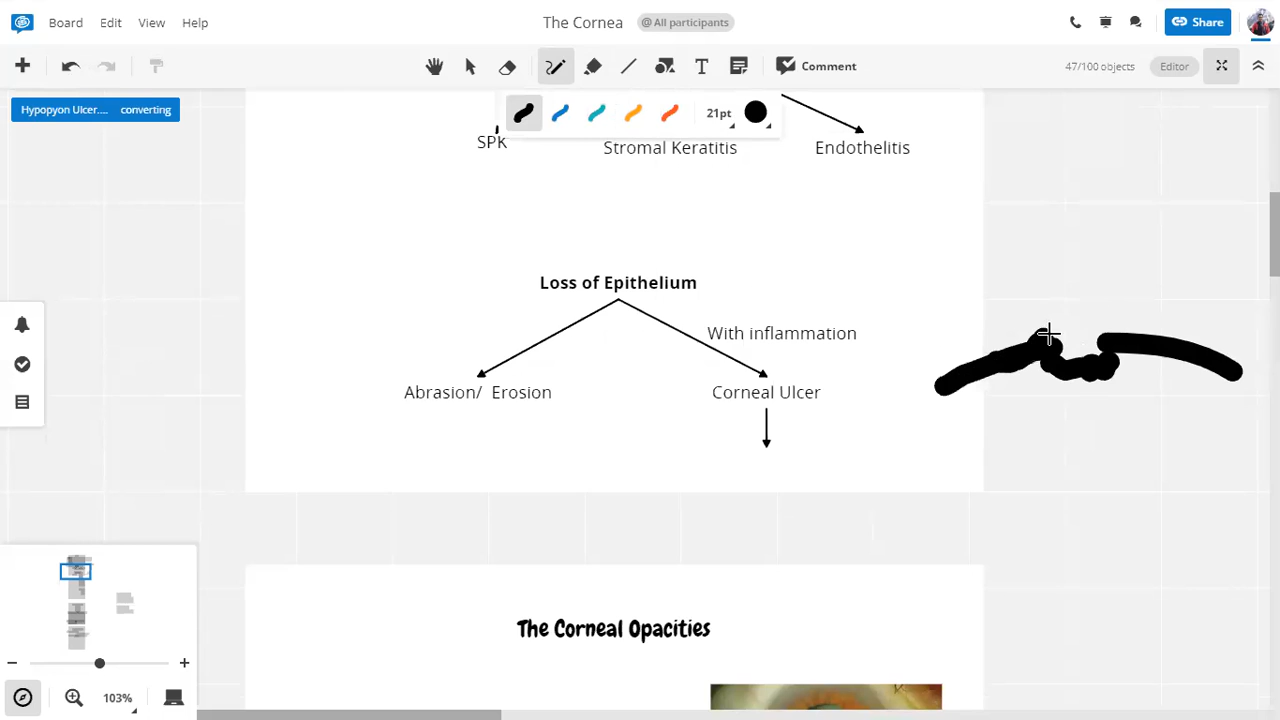 Board Edit View Help
The Cornea @ All participants
Share
Comment
47/100 objects Editor
Hypopyon Ulcer.... converting
21pt
SPK Stromal Keratitis Endothelitis
Loss of Epithelium
With inflammation
Abrasion/ Erosion Corneal Ulcer
The Corneal Opacities
103%